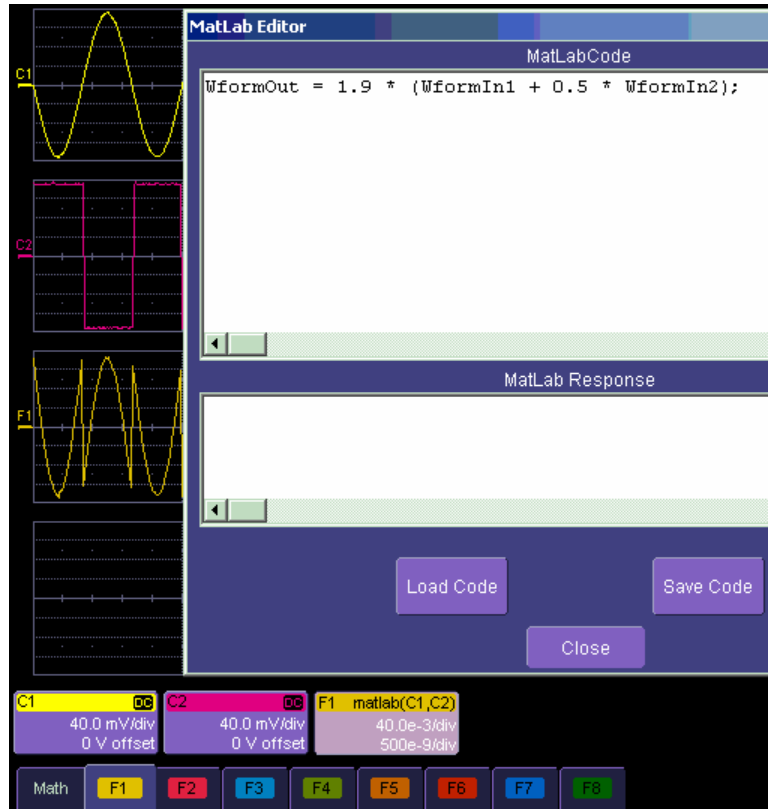 MatLab Editor
MatLabCode
WformOut = 1.9 * (WformIn1 + 0.5 * WformIn2);
C1
C2
F1
MatLab Response
Load Code
Save Code
Close
C1 DC
40.0 mV/div
0 V offset
C2 DC
40.0 mV/div
0 V offset
F1 matlab(C1,C2)
40.0e-3/div
500e-9/div
Math F1 F2 F3 F4 F5 F6 F7 F8